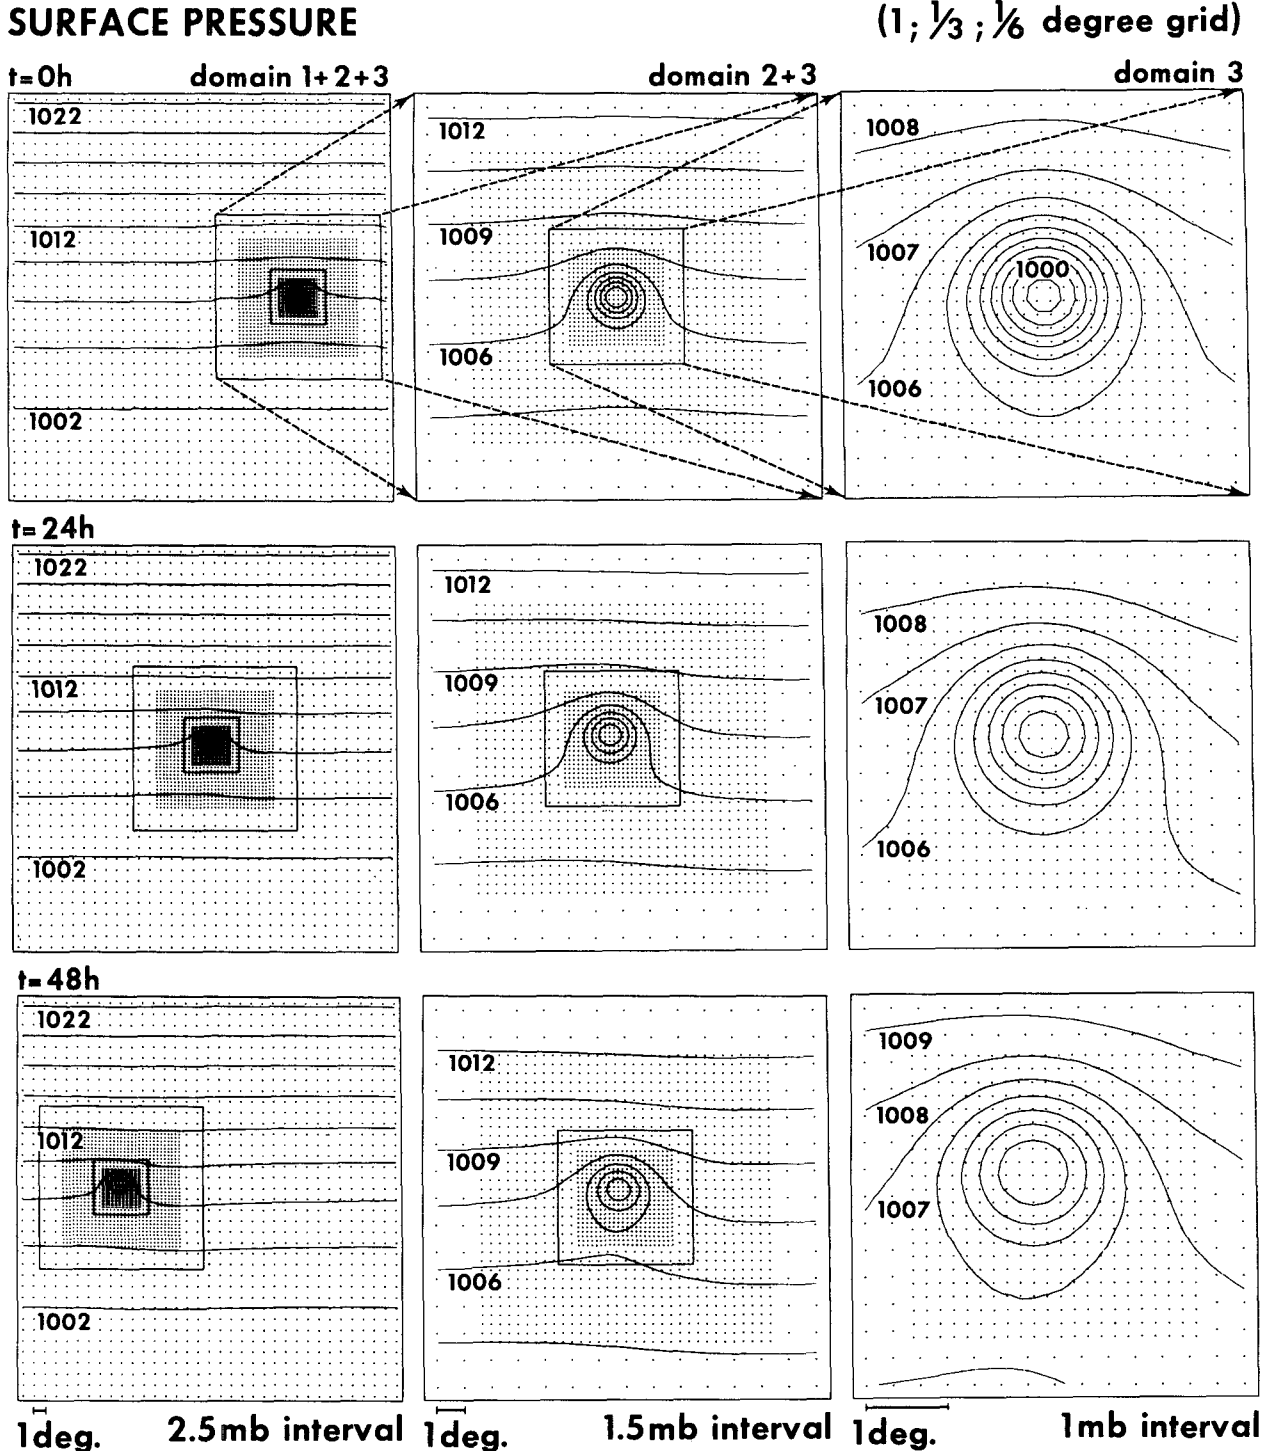 SURFACE PRESSURE
(1; 1/3; 1/6 degree grid)
t=0h
domain 1+2+3
domain 2+3
domain 3
1022
1012
1002
1012
1009
1006
1008
1007
1000
1006
t=24h
1022
1012
1002
1012
1009
1006
1008
1007
1006
t=48h
1022
1012
1002
1012
1009
1006
1009
1008
1007
1deg.
2.5mb interval
1deg.
1.5mb interval
1deg.
1mb interval